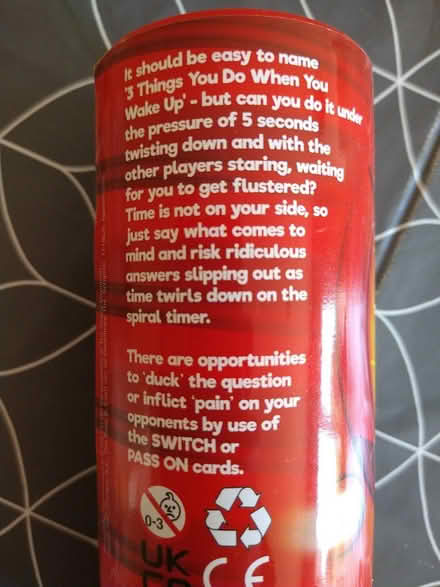 It should be easy to name
'3 Things You Do When You
Wake Up' - but can you do it under
the pressure of 5 seconds
twisting down and with the
other players staring, waiting
for you to get flustered?
Time is not on your side, so
just say what comes to
mind and risk ridiculous
answers slipping out as
time twirls down on the
spiral timer.
There are opportunities
to 'duck' the question
or inflict 'pain' on your
opponents by use of
the SWITCH or
PASS ON cards.
0-3
UK
CA CE